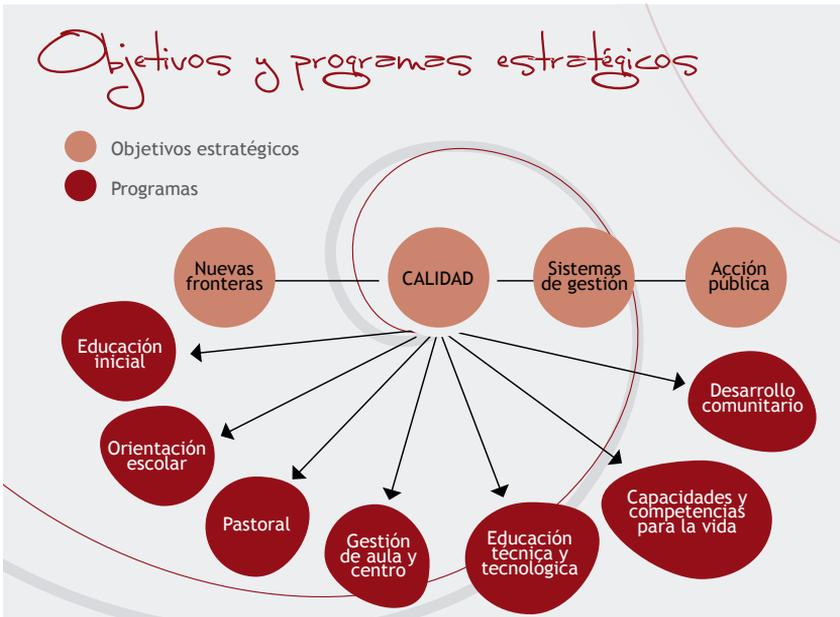 Objetivos y programas estratégicos
Objetivos estratégicos
Programas
Nuevas
fronteras
CALIDAD
Sistemas
de gestión
Acción
pública
Educación
inicial
Orientación
escolar
Pastoral
Gestión
de aula y
centro
Educación
técnica y
tecnológica
Capacidades y
competencias
para la vida
Desarrollo
comunitario